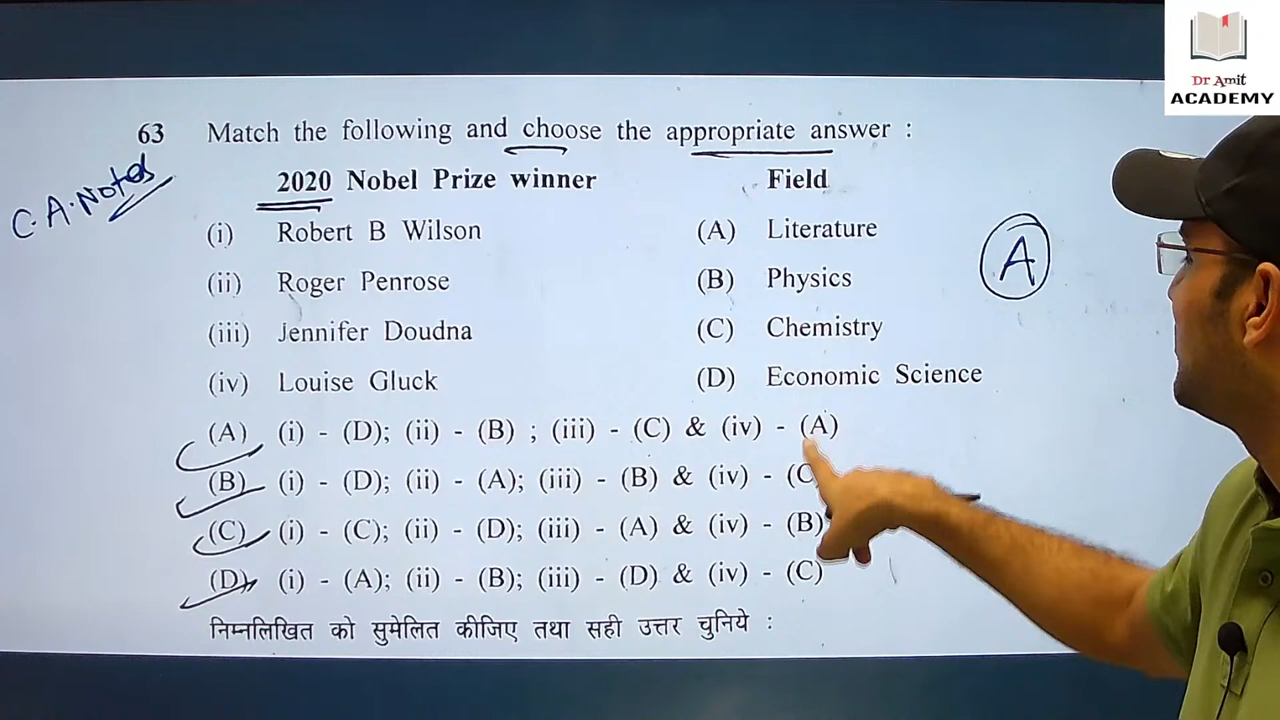 Dr Amit
ACADEMY
63 Match the following and choose the appropriate answer :
C.A. Notes
2020 Nobel Prize winner Field
(i) Robert B Wilson (A) Literature
(ii) Roger Penrose (B) Physics
(iii) Jennifer Doudna (C) Chemistry
(iv) Louise Gluck (D) Economic Science
A
(A) (i) - (D); (ii) - (B) ; (iii) - (C) & (iv) - (A)
(B) (i) - (D); (ii) - (A); (iii) - (B) & (iv) - (C
(C) (i) - (C); (ii) - (D); (iii) - (A) & (iv) - (B)
(D) (i) - (A); (ii) - (B); (iii) - (D) & (iv) - (C)
निम्नलिखित को सुमेलित कीजिए तथा सही उत्तर चुनिये :